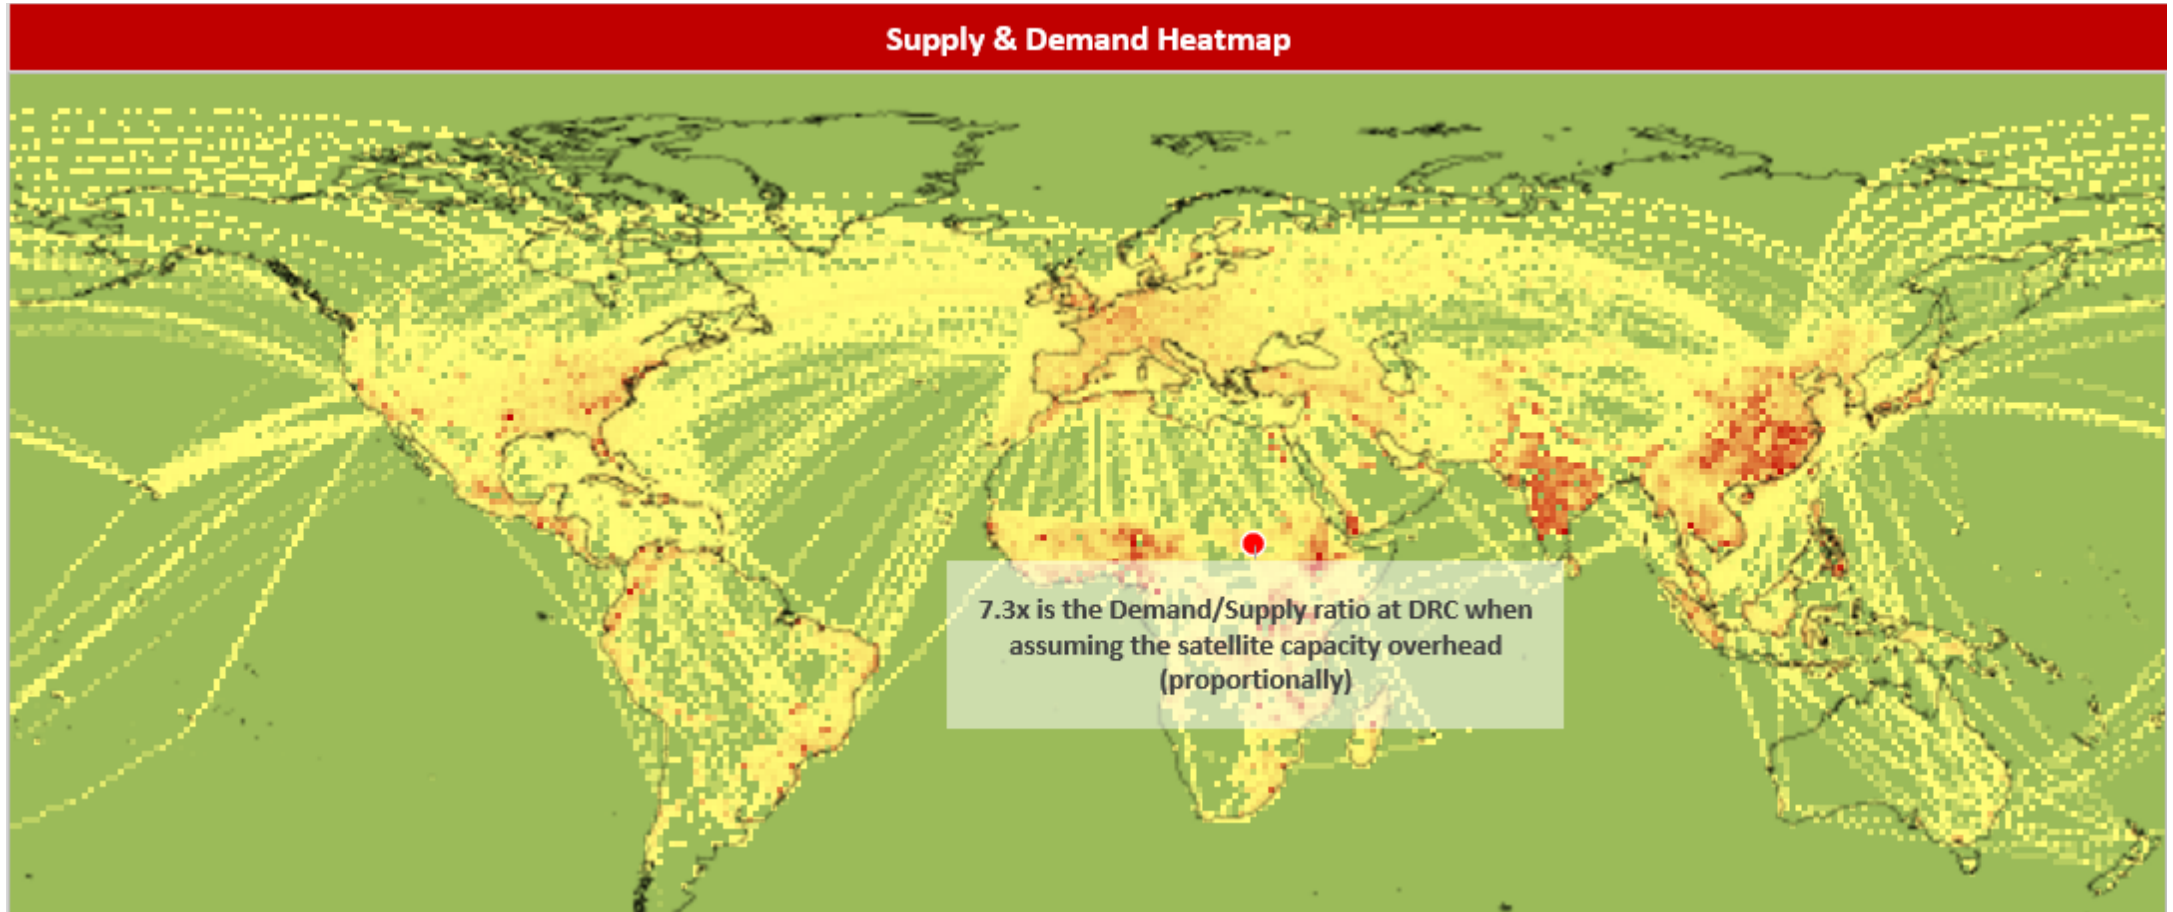 Supply & Demand Heatmap
7.3x is the Demand/Supply ratio at DRC when
assuming the satellite capacity overhead
(proportionally)